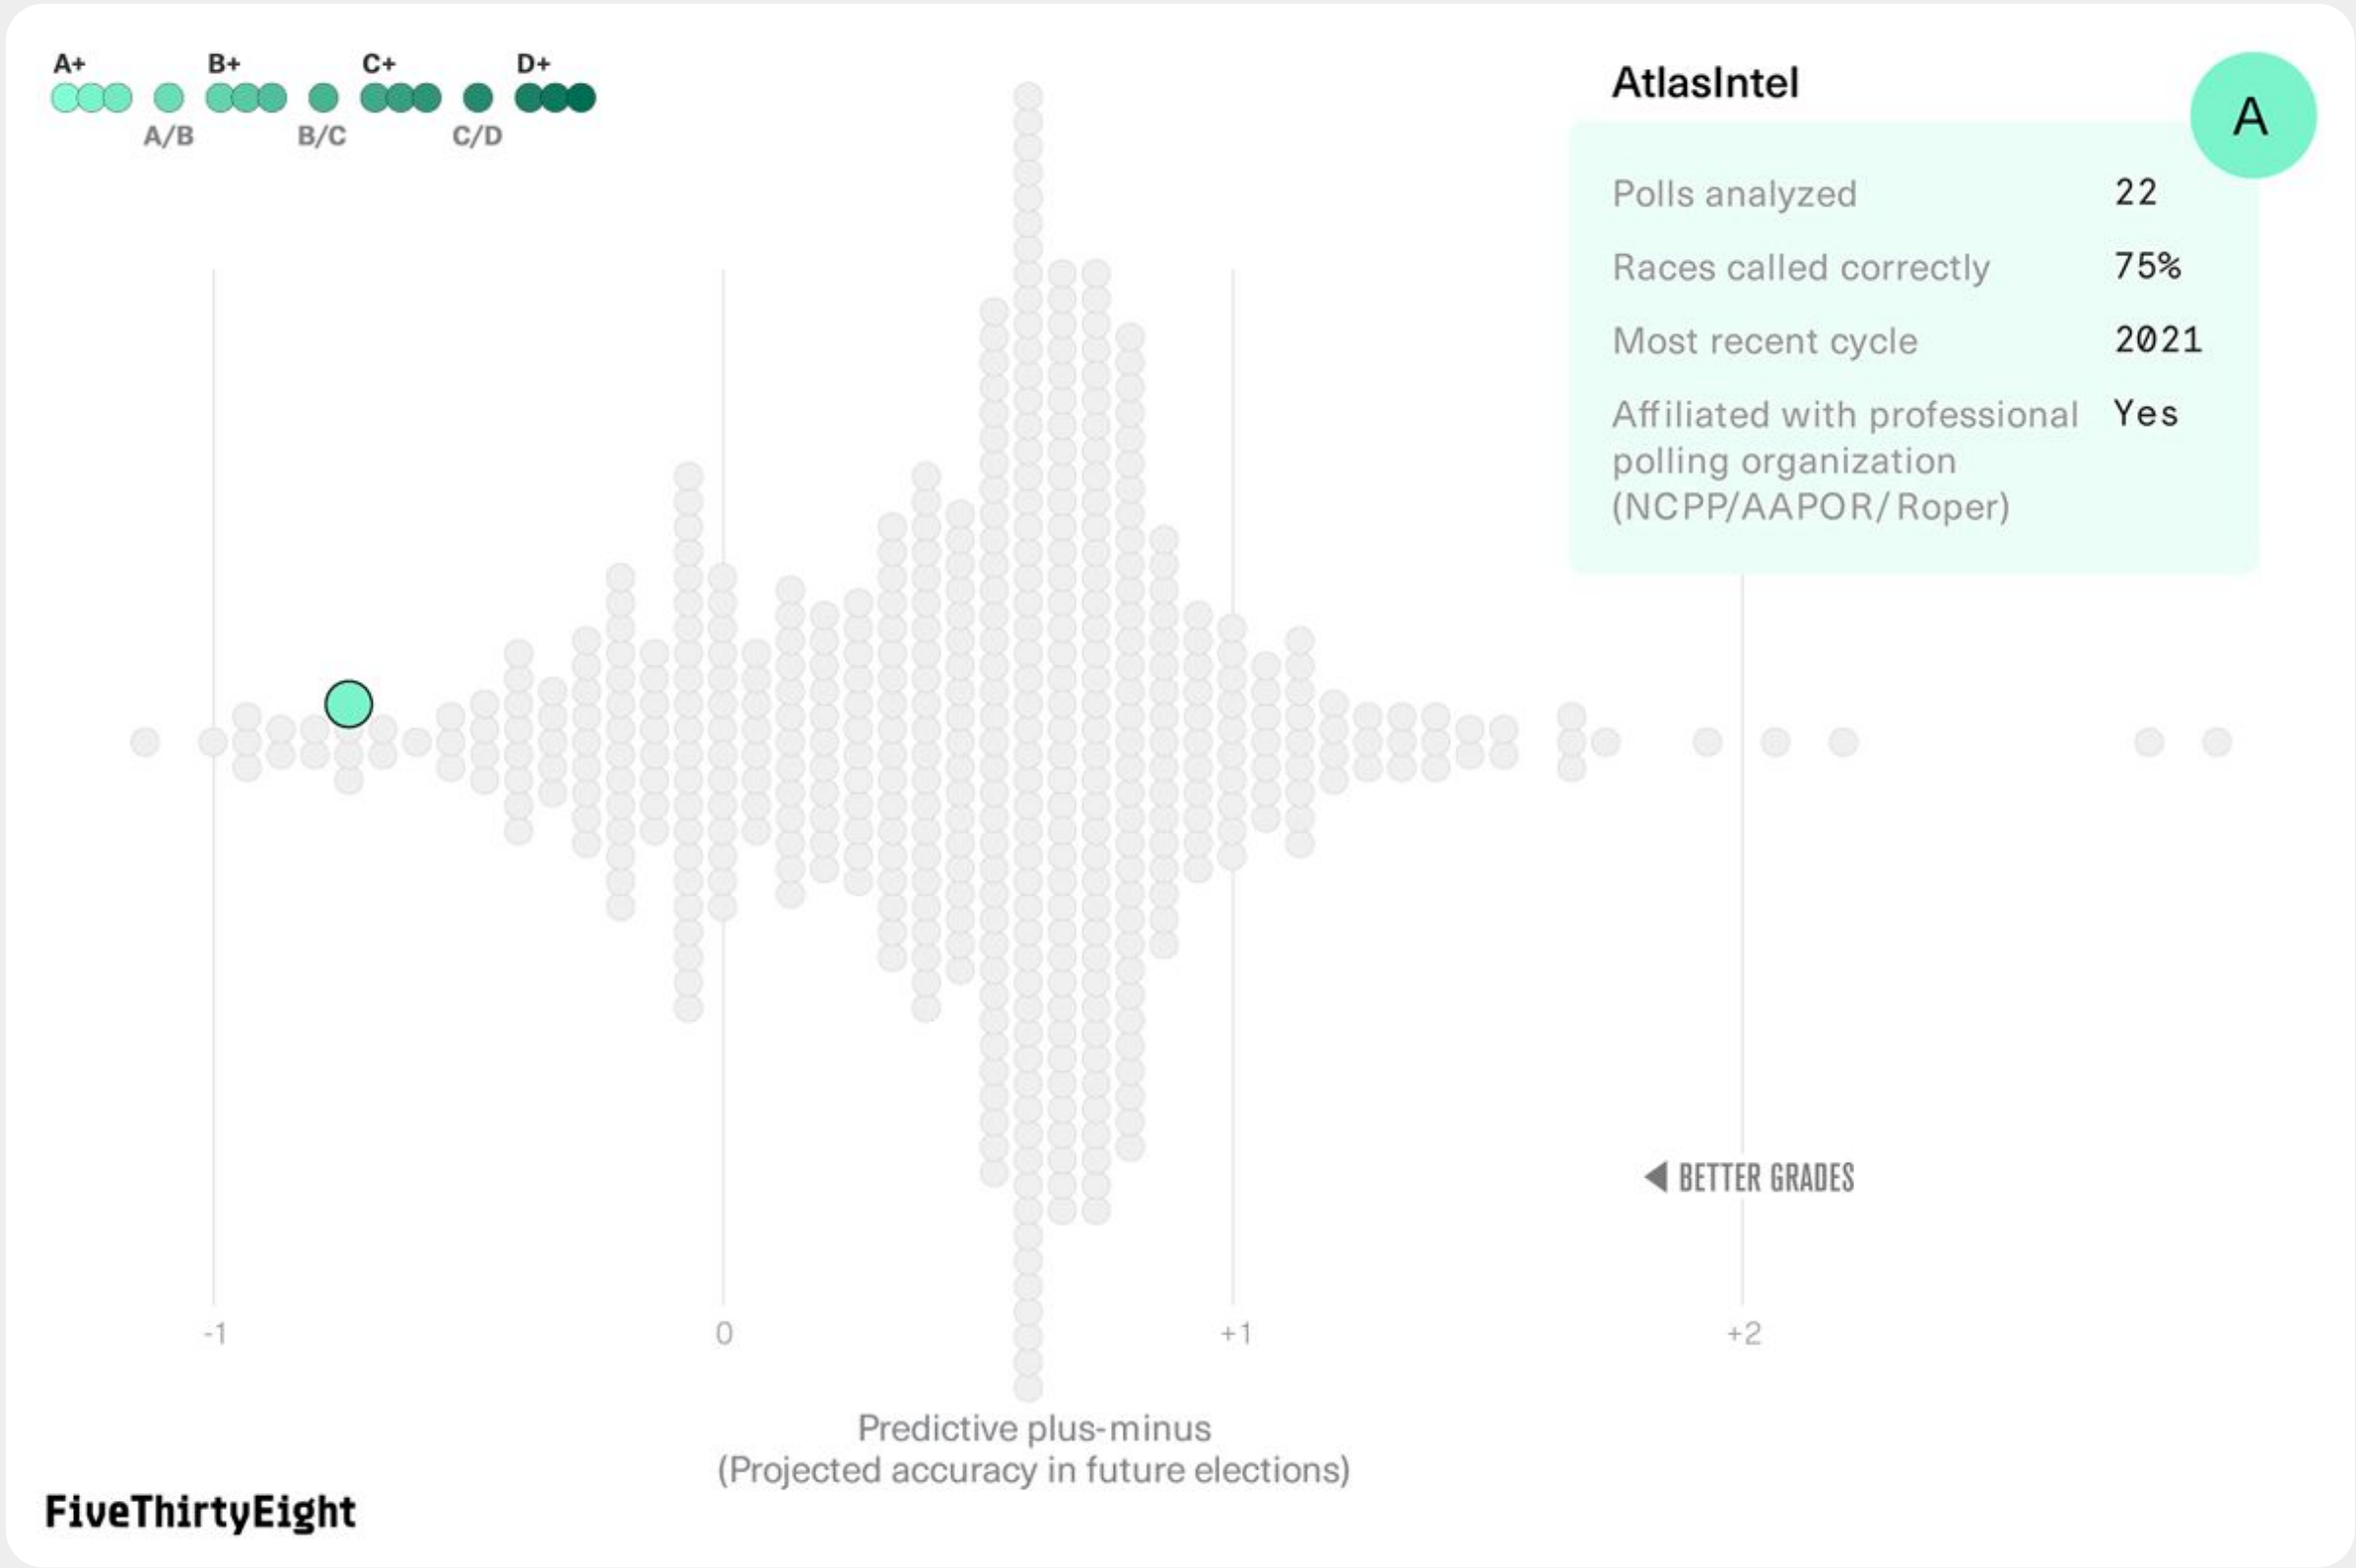 A+ B+ C+ D+
A/B B/C C/D
AtlasIntel
A
Polls analyzed 22
Races called correctly 75%
Most recent cycle 2021
Affiliated with professional Yes
polling organization
(NCPP/AAPOR/Roper)
BETTER GRADES
-1 0 +1 +2
Predictive plus-minus
(Projected accuracy in future elections)
FiveThirtyEight